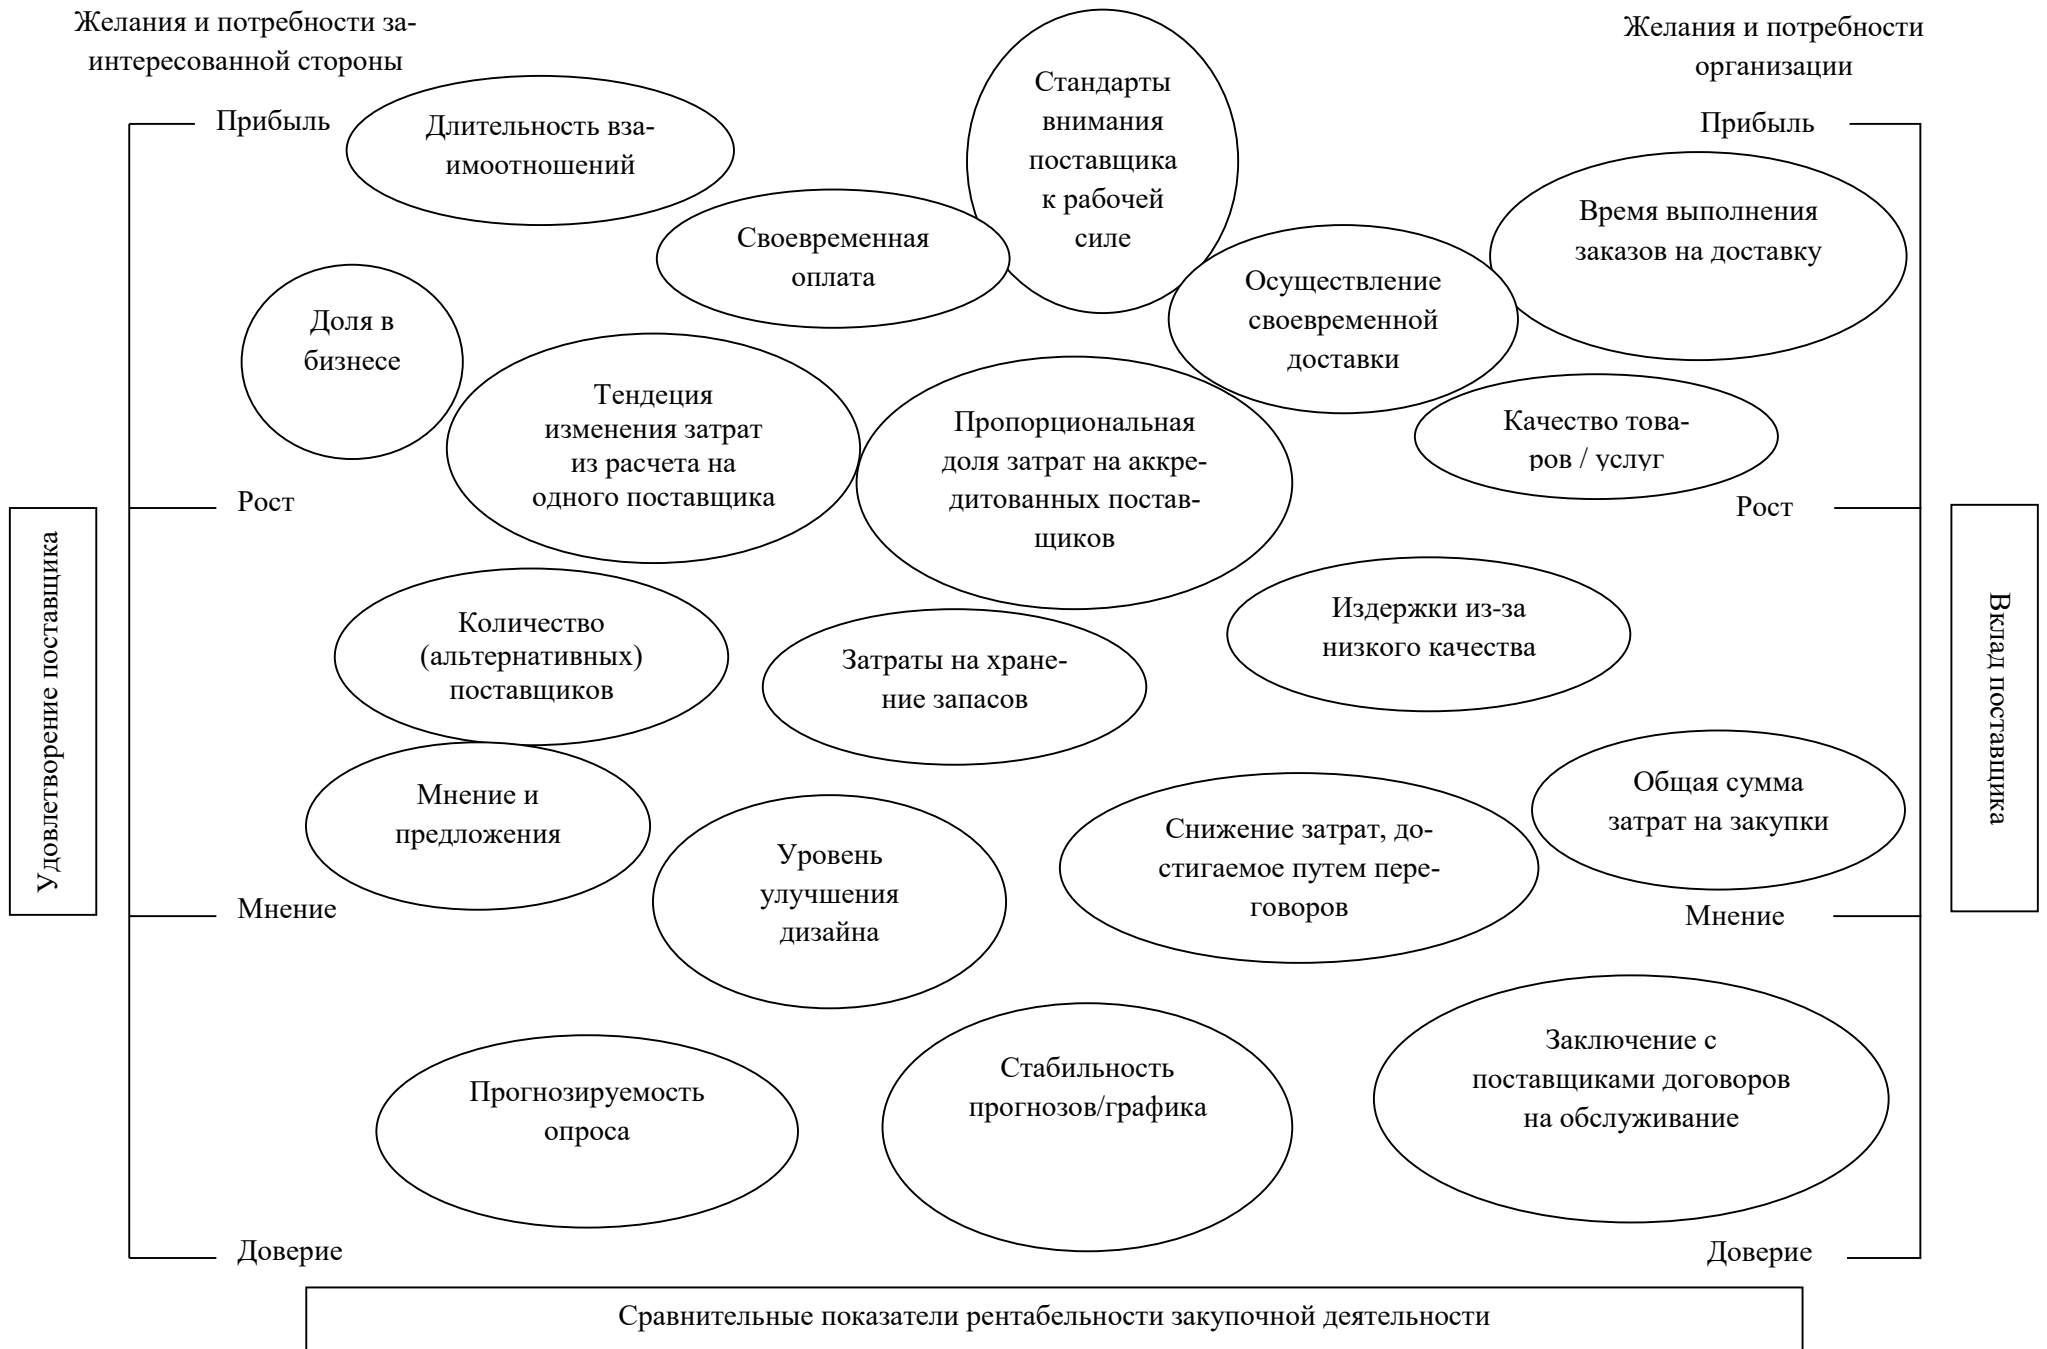 Желания и потребности за-
интересованной стороны
Желания и потребности
организации
Прибыль
Прибыль
Длительность вза-
имоотношений
Стандарты
внимания
поставщика
к рабочей
силе
Своевременная
оплата
Время выполнения
заказов на доставку
Осуществление
своевременной
доставки
Доля в
бизнесе
Тендеция
изменения затрат
из расчета на
одного поставщика
Пропорциональная
доля затрат на аккре-
дитованных постав-
щиков
Качество това-
ров / услуг
Рост
Рост
Удовлетворение поставщика
Вклад поставщика
Количество
(альтернативных)
поставщиков
Затраты на хране-
ние запасов
Издержки из-за
низкого качества
Мнение и
предложения
Уровень
улучшения
дизайна
Снижение затрат, до-
стигаемое путем пере-
говоров
Общая сумма
затрат на закупки
Мнение
Мнение
Прогнозируемость
опроса
Стабильность
прогнозов/графика
Заключение с
поставщиками договоров
на обслуживание
Доверие
Доверие
Сравнительные показатели рентабельности закупочной деятельности